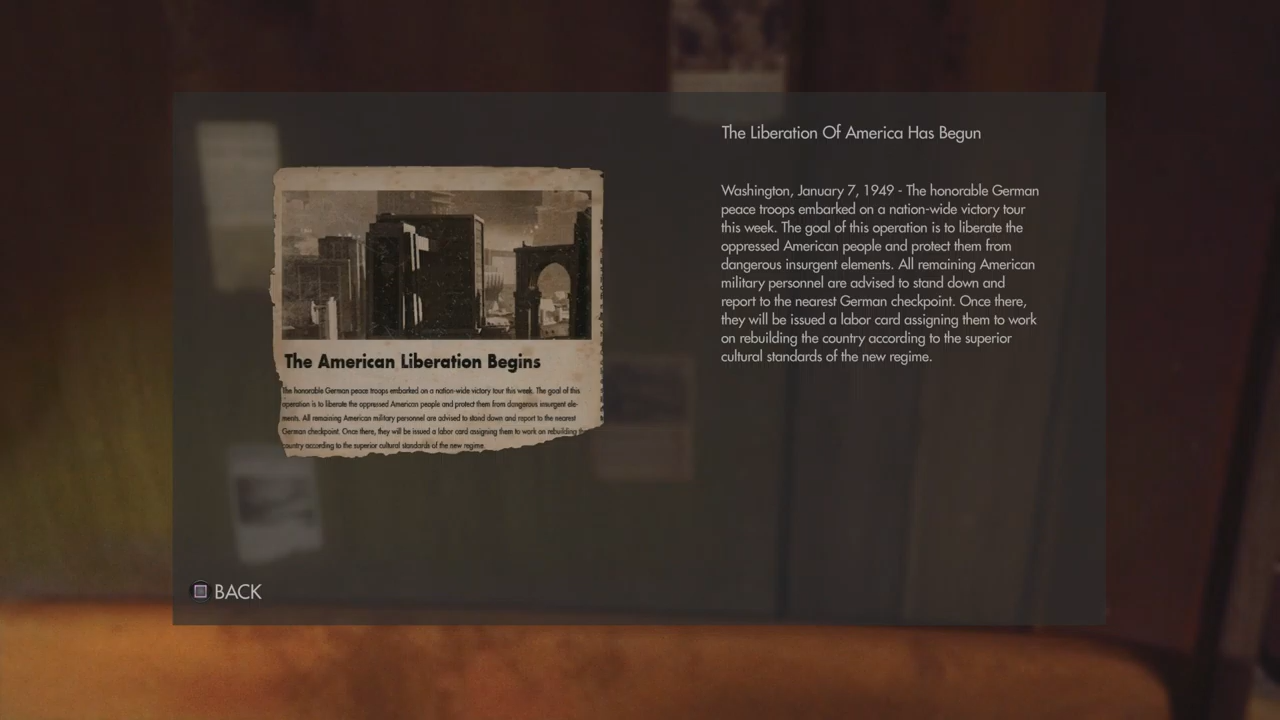 The Liberation Of America Has Begun
Washington, January 7, 1949 - The honorable German
peace troops embarked on a nation-wide victory tour
this week. The goal of this operation is to liberate the
oppressed American people and protect them from
dangerous insurgent elements. All remaining American
military personnel are advised to stand down and
report to the nearest German checkpoint. Once there,
they will be issued a labor card assigning them to work
on rebuilding the country according to the superior
cultural standards of the new regime.
The American Liberation Begins
The honorable German peace troops embarked on a nation-wide victory tour this week. The goal of this
operation is to liberate the oppressed American people and protect them from dangerous insurgent ele-
ments. All remaining American military personnel are advised to stand down and report to the nearest
German checkpoint. Once there, they will be issued a labor card assigning them to work on rebuilding the
country according to the superior cultural standards of the new regime.
BACK